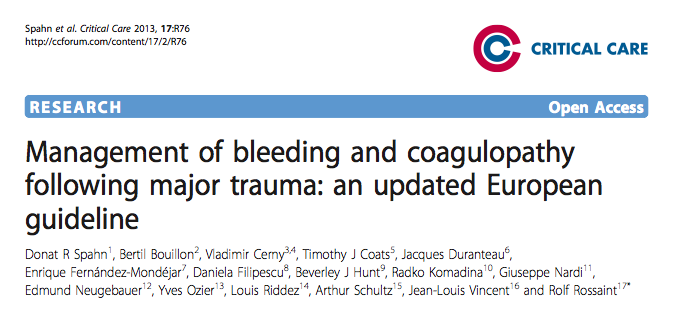 Spahn et al. Critical Care 2013, 17:R76
http://ccforum.com/content/17/2/R76
CRITICAL CARE
RESEARCH
Open Access
Management of bleeding and coagulopathy
following major trauma: an updated European
guideline
Donat R Spahn1, Bertil Bouillon2, Vladimir Cerny3,4, Timothy J Coats5, Jacques Duranteau6,
Enrique Fernández-Mondéjar7, Daniela Filipescu8, Beverley J Hunt9, Radko Komadina10, Giuseppe Nardi11,
Edmund Neugebauer12, Yves Ozier13, Louis Riddez14, Arthur Schultz15, Jean-Louis Vincent16 and Rolf Rossaint17*